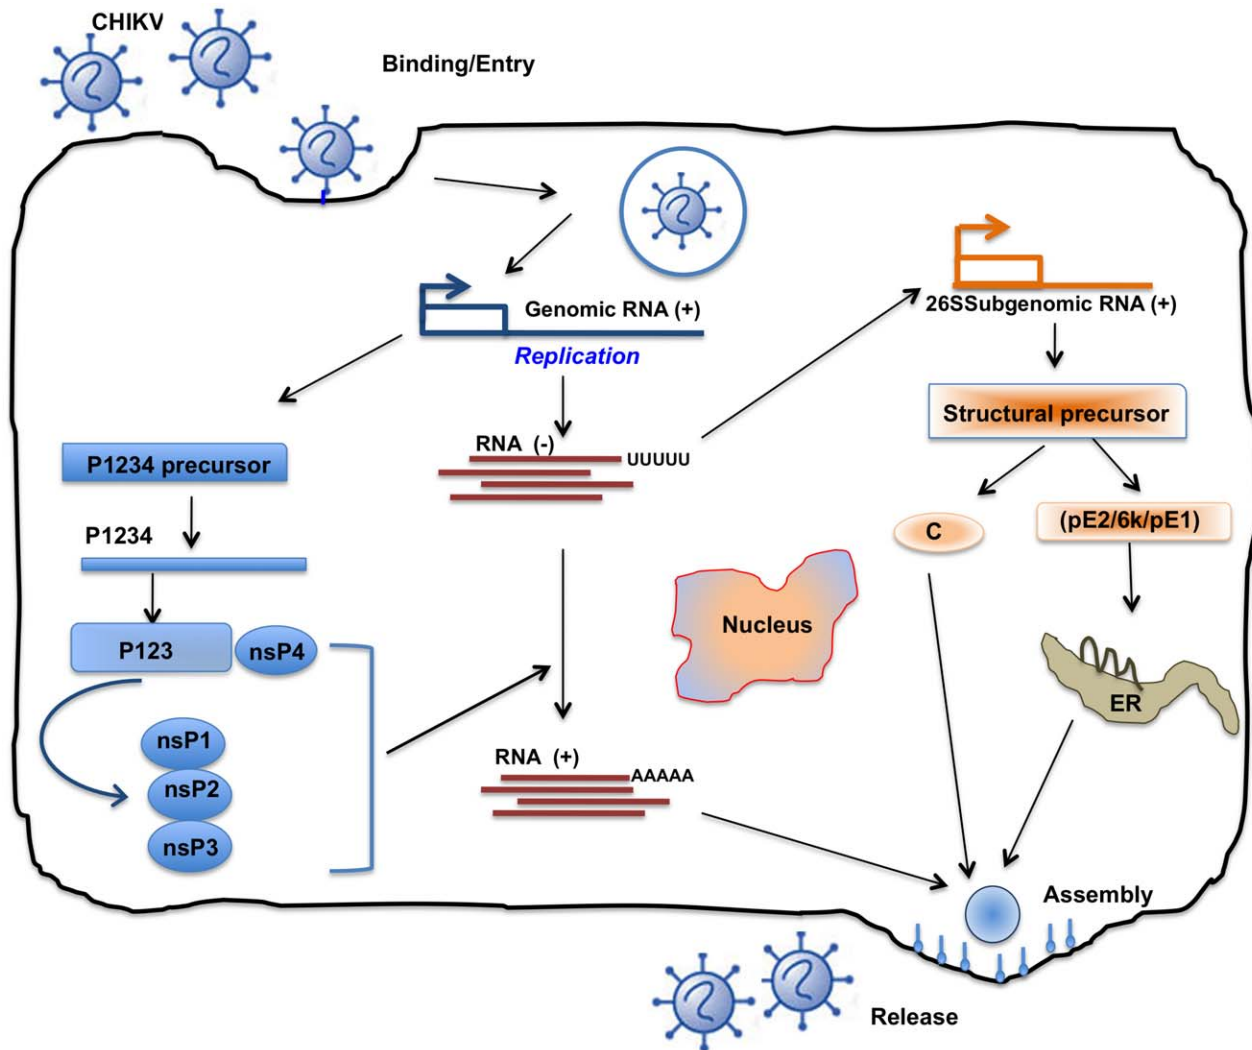 CHIKV
Binding/Entry
Genomic RNA (+)
Replication
26SSubgenomic RNA (+)
Structural precursor
P1234 precursor
RNA (-)
UUUUU
C
(pE2/6k/pE1)
P1234
P123
nsP4
Nucleus
ER
nsP1
nsP2
nsP3
RNA (+)
AAAAA
Assembly
Release